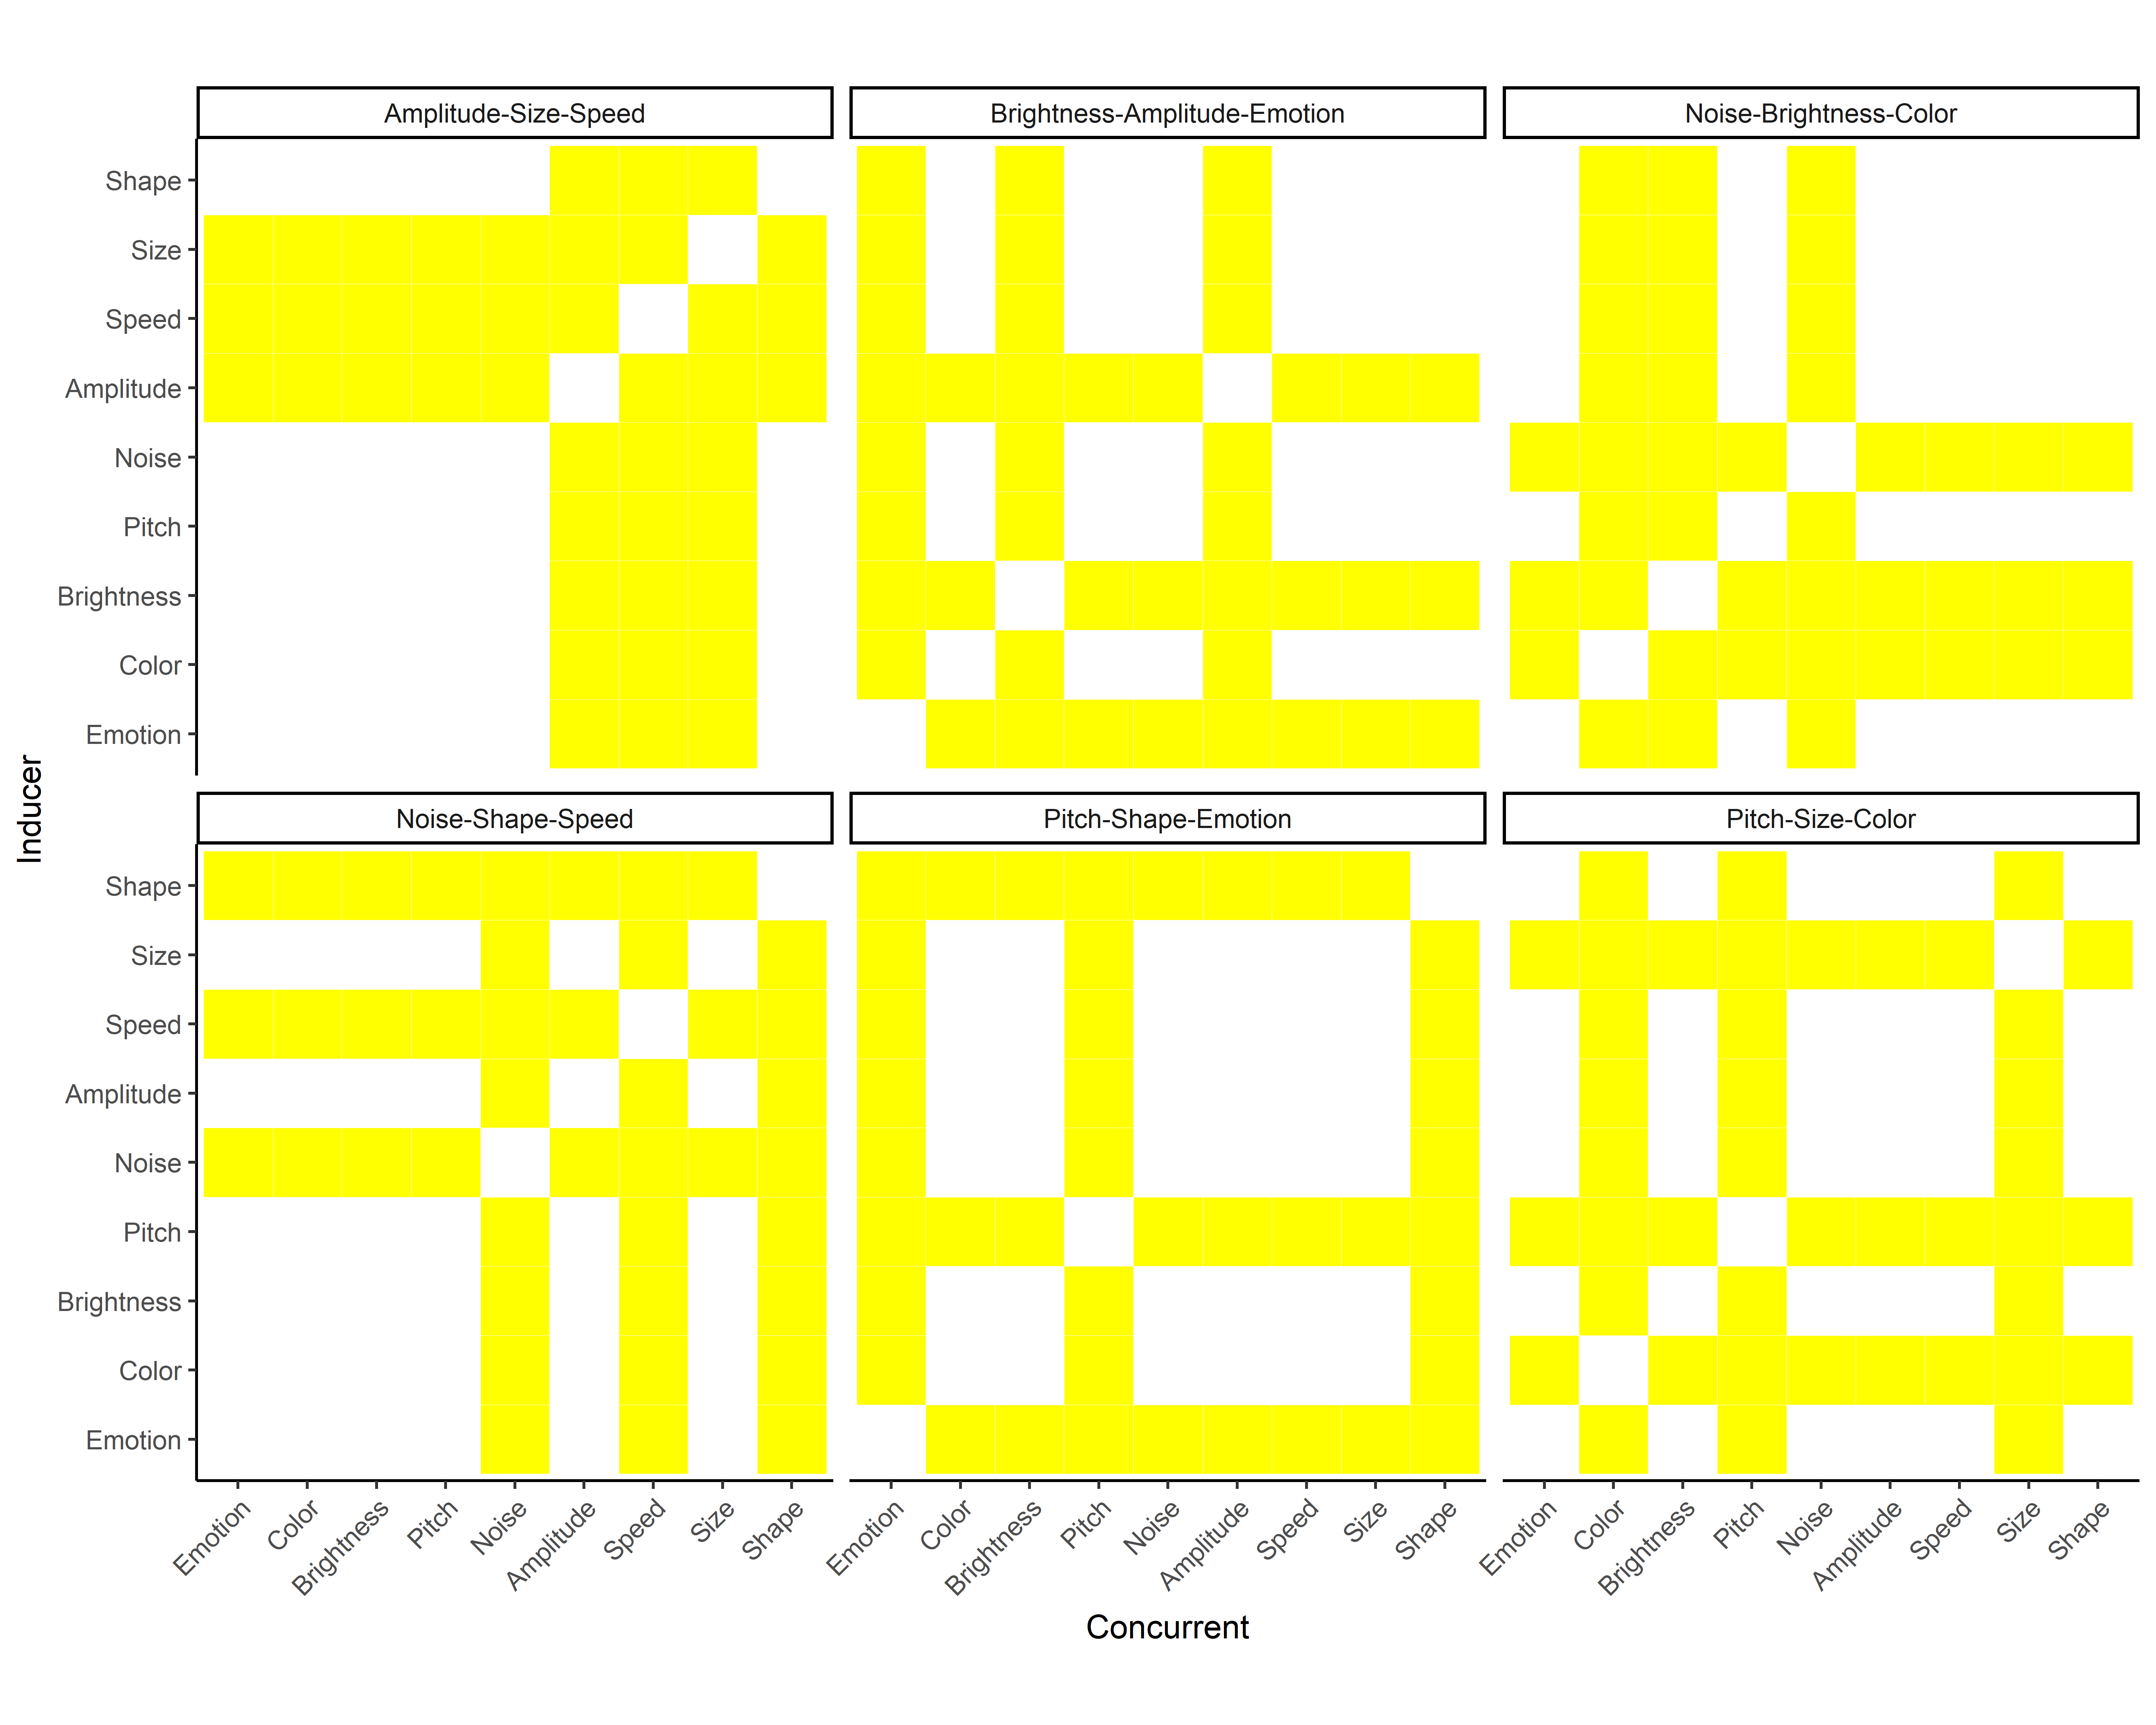 Amplitude-Size-Speed
Brightness-Amplitude-Emotion
Noise-Brightness-Color
Shape
Size
Speed
Amplitude
Noise
Pitch
Brightness
Color
Emotion
Inducer
Noise-Shape-Speed
Pitch-Shape-Emotion
Pitch-Size-Color
Shape
Size
Speed
Amplitude
Noise
Pitch
Brightness
Color
Emotion
Emotion
Color
Brightness
Pitch
Noise
Amplitude
Speed
Size
Shape
Emotion
Color
Brightness
Pitch
Noise
Amplitude
Speed
Size
Shape
Emotion
Color
Brightness
Pitch
Noise
Amplitude
Speed
Size
Shape
Concurrent